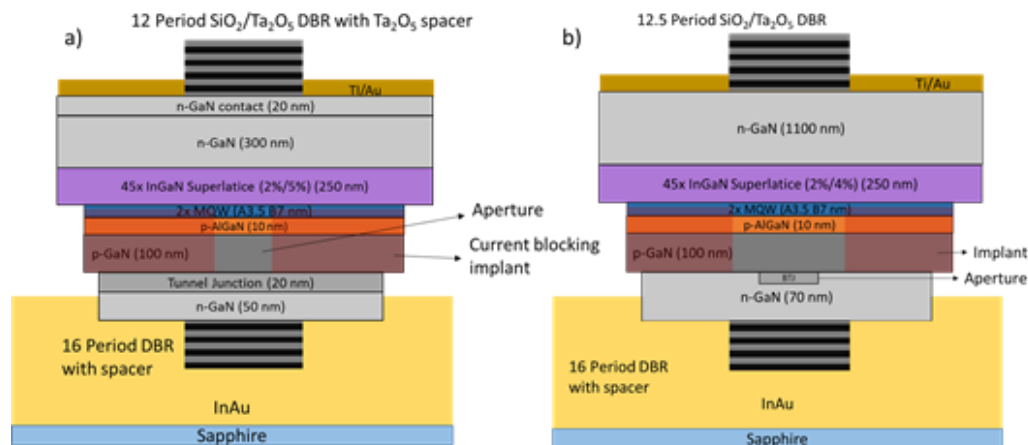 12 Period SiO₂/Ta₂O₅ DBR with Ta₂O₅ spacer
a)
Ti/Au
n-GaN contact (20 nm)
n-GaN (300 nm)
45x InGaN Superlatice (2%/5%) (250 nm)
2x MQW (A3.5 B7 nm)
p-AlGaN (10 nm)
p-GaN (100 nm)
Aperture
Current blocking
implant
Tunnel Junction (20 nm)
n-GaN (50 nm)
16 Period DBR
with spacer
InAu
Sapphire
12.5 Period SiO₂/Ta₂O₅ DBR
b)
Ti/Au
n-GaN (1100 nm)
45x InGaN Superlatice (2%/4%) (250 nm)
2x MQW (A3.5 B7 nm)
p-AlGaN (10 nm)
p-GaN (100 nm)
Implant
BTJ
Aperture
n-GaN (70 nm)
16 Period DBR
with spacer
InAu
Sapphire